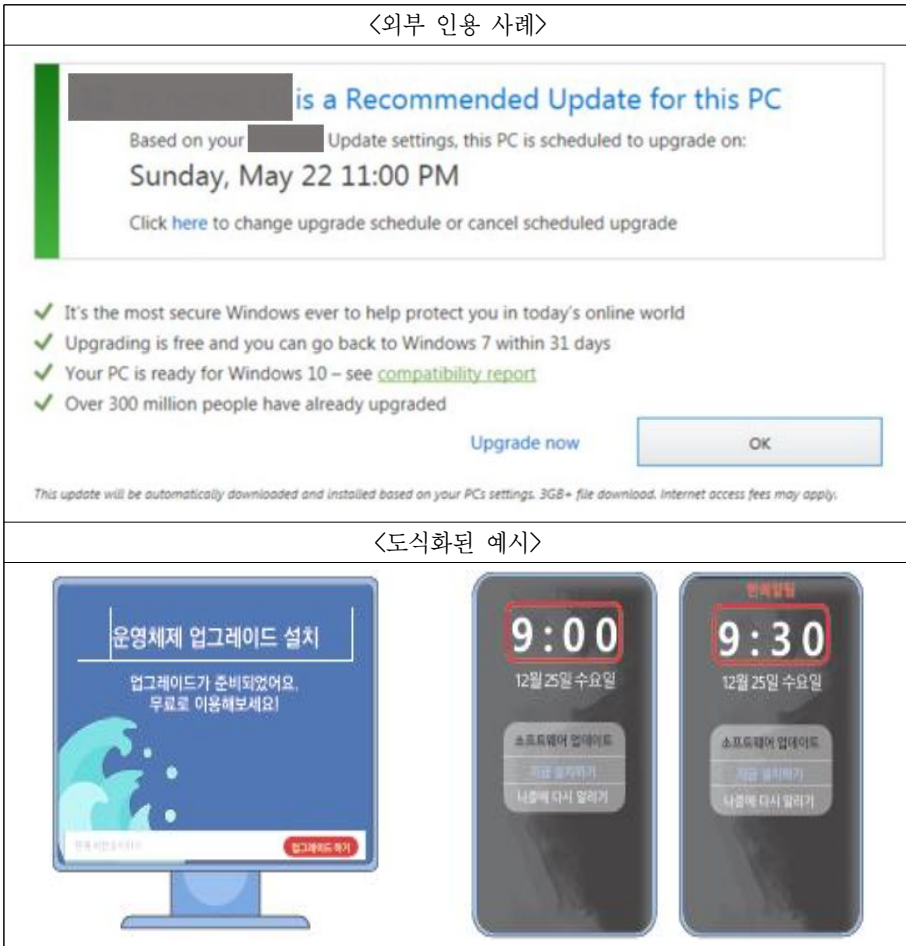 <외부 인용 사례>
is a Recommended Update for this PC
Based on your Update settings, this PC is scheduled to upgrade on:
Sunday, May 22 11:00 PM
Click here to change upgrade schedule or cancel scheduled upgrade
✓ It's the most secure Windows ever to help protect you in today's online world
✓ Upgrading is free and you can go back to Windows 7 within 31 days
✓ Your PC is ready for Windows 10 – see compatibility report
✓ Over 300 million people have already upgraded
Upgrade now
OK
This update will be automatically downloaded and installed based on your PCs settings. 3GB+ file download. Internet access fees may apply.
<도식화된 예시>
운영체제 업그레이드 설치
업그레이드가 준비되었어요.
무료로 이용해보세요!
업그레이드 하기
9:00
12월 25일 수요일
소프트웨어 업데이트
지금 설치하기
나중에 다시 알리기
9:30
12월 25일 수요일
소프트웨어 업데이트
지금 설치하기
나중에 다시 알리기